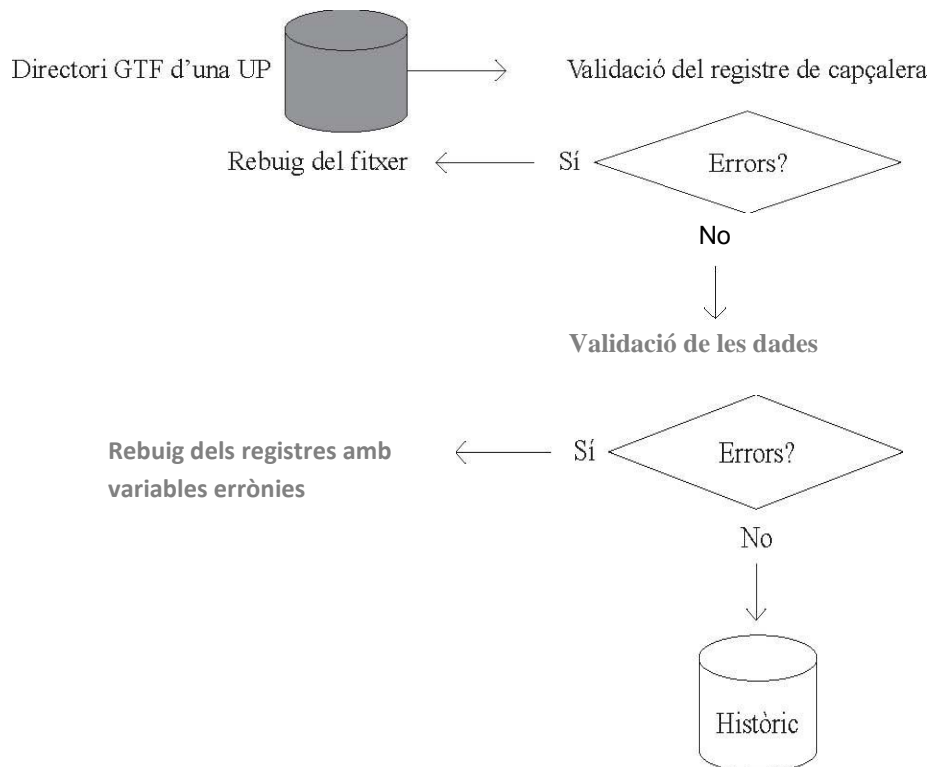 Directori GTF d'una UP
Validació del registre de capçalera
Rebuig del fitxer
Sí
Errors?
No
Validació de les dades
Rebuig dels registres amb
variables errònies
Sí
Errors?
No
Històric